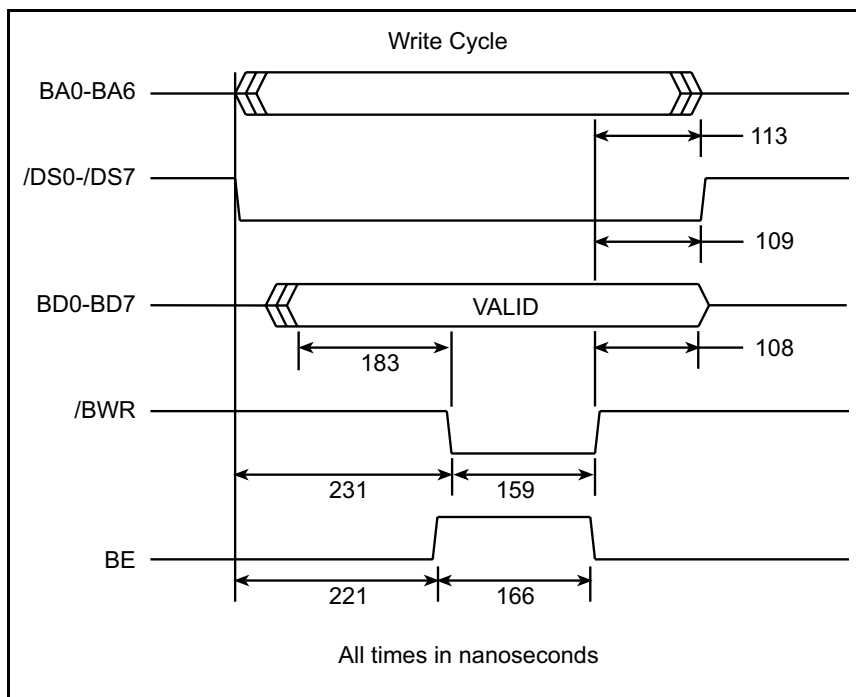 Write Cycle
BA0-BA6
113
/DS0-/DS7
109
BD0-BD7
VALID
183
108
/BWR
231
159
BE
221
166
All times in nanoseconds